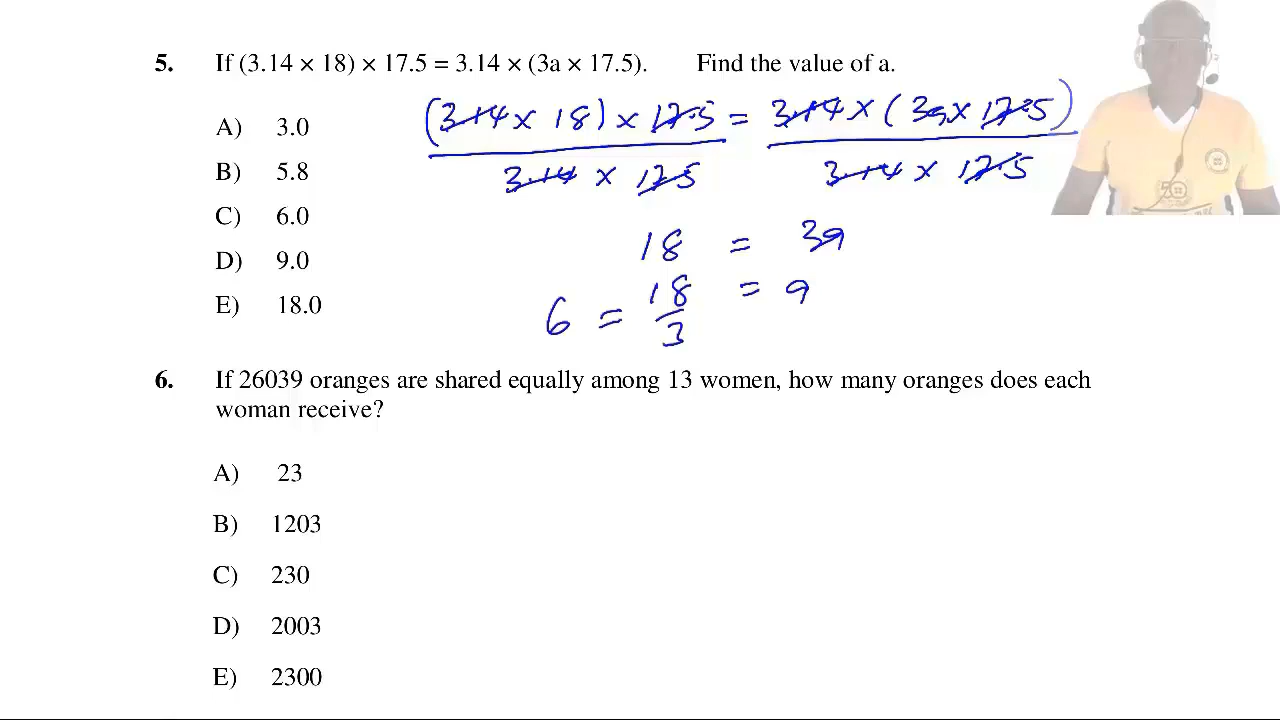 5. If (3.14 × 18) × 17.5 = 3.14 × (3a × 17.5). Find the value of a.
(3.14 × 18) × 17.5 = 3.14 × (3a × 17.5)
3.14 × 17.5 3.14 × 17.5
A) 3.0
B) 5.8
C) 6.0
18 = 3a
D) 9.0
E) 18.0
6 = 18/3 = a
6. If 26039 oranges are shared equally among 13 women, how many oranges does each
woman receive?
A) 23
B) 1203
C) 230
D) 2003
E) 2300